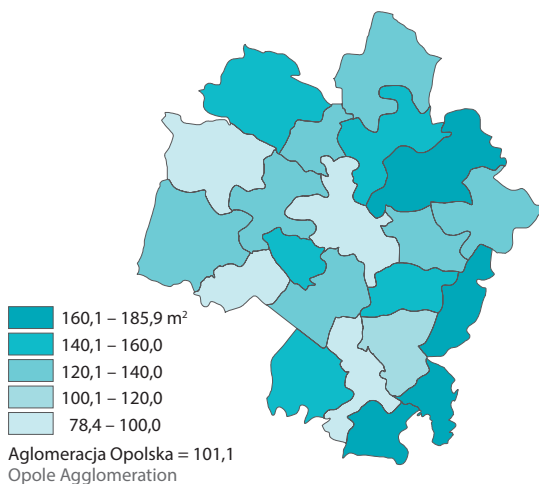 160,1 – 185,9 m²
140,1 – 160,0
120,1 – 140,0
100,1 – 120,0
78,4 – 100,0
Aglomeracja Opolska = 101,1
Opole Agglomeration